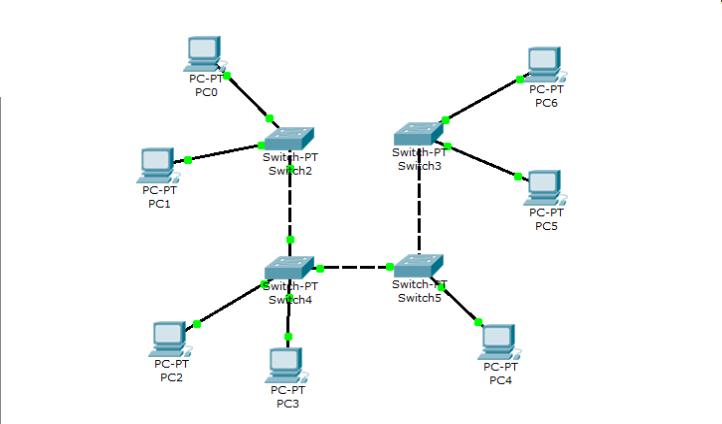 PC-PT
PC0
PC-PT
PC6
Switch-PT
Switch2
Switch-PT
Switch3
PC-PT
PC1
PC-PT
PC5
Switch-PT
Switch4
Switch-PT
Switch5
PC-PT
PC2
PC-PT
PC3
PC-PT
PC4